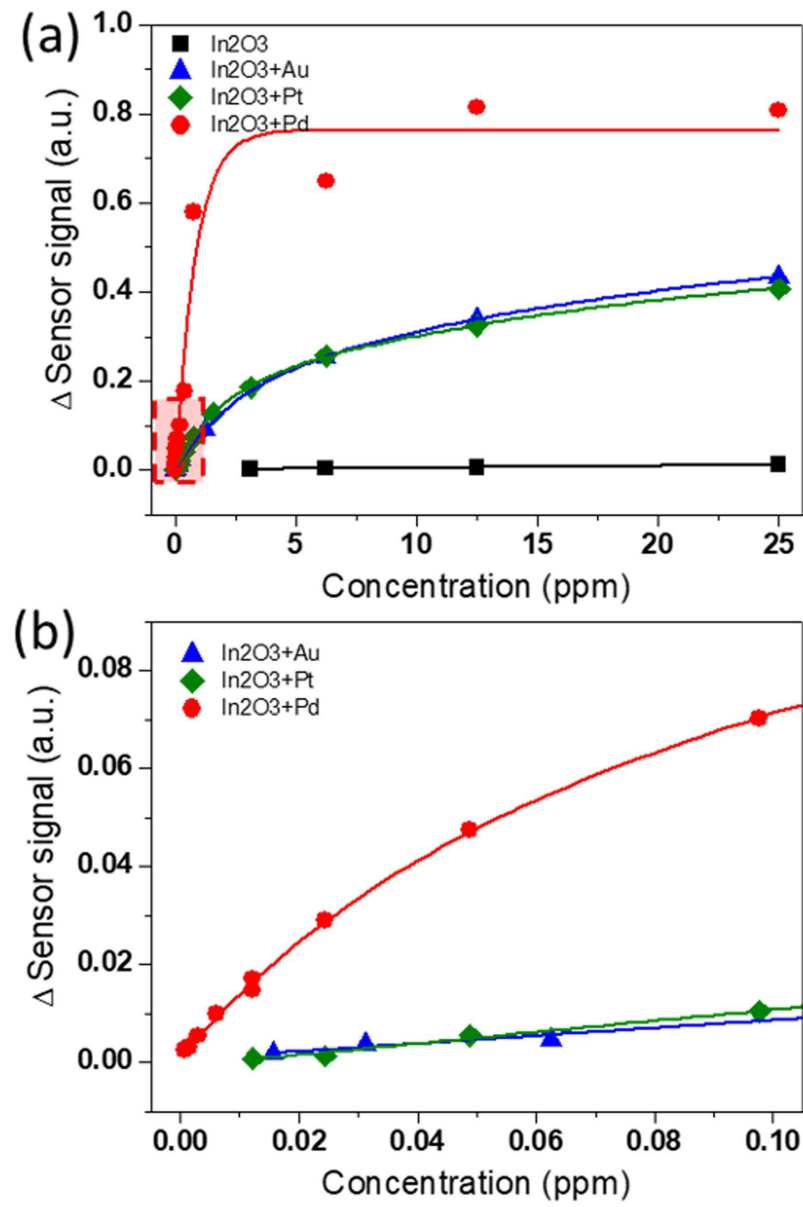 (a)
1.0
0.8
0.6
0.4
0.2
0.0
Δ Sensor signal (a.u.)
In2O3
In2O3+Au
In2O3+Pt
In2O3+Pd
0
5
10
15
20
25
Concentration (ppm)
(b)
0.08
0.06
0.04
0.02
0.00
Δ Sensor signal (a.u.)
In2O3+Au
In2O3+Pt
In2O3+Pd
0.00
0.02
0.04
0.06
0.08
0.10
Concentration (ppm)